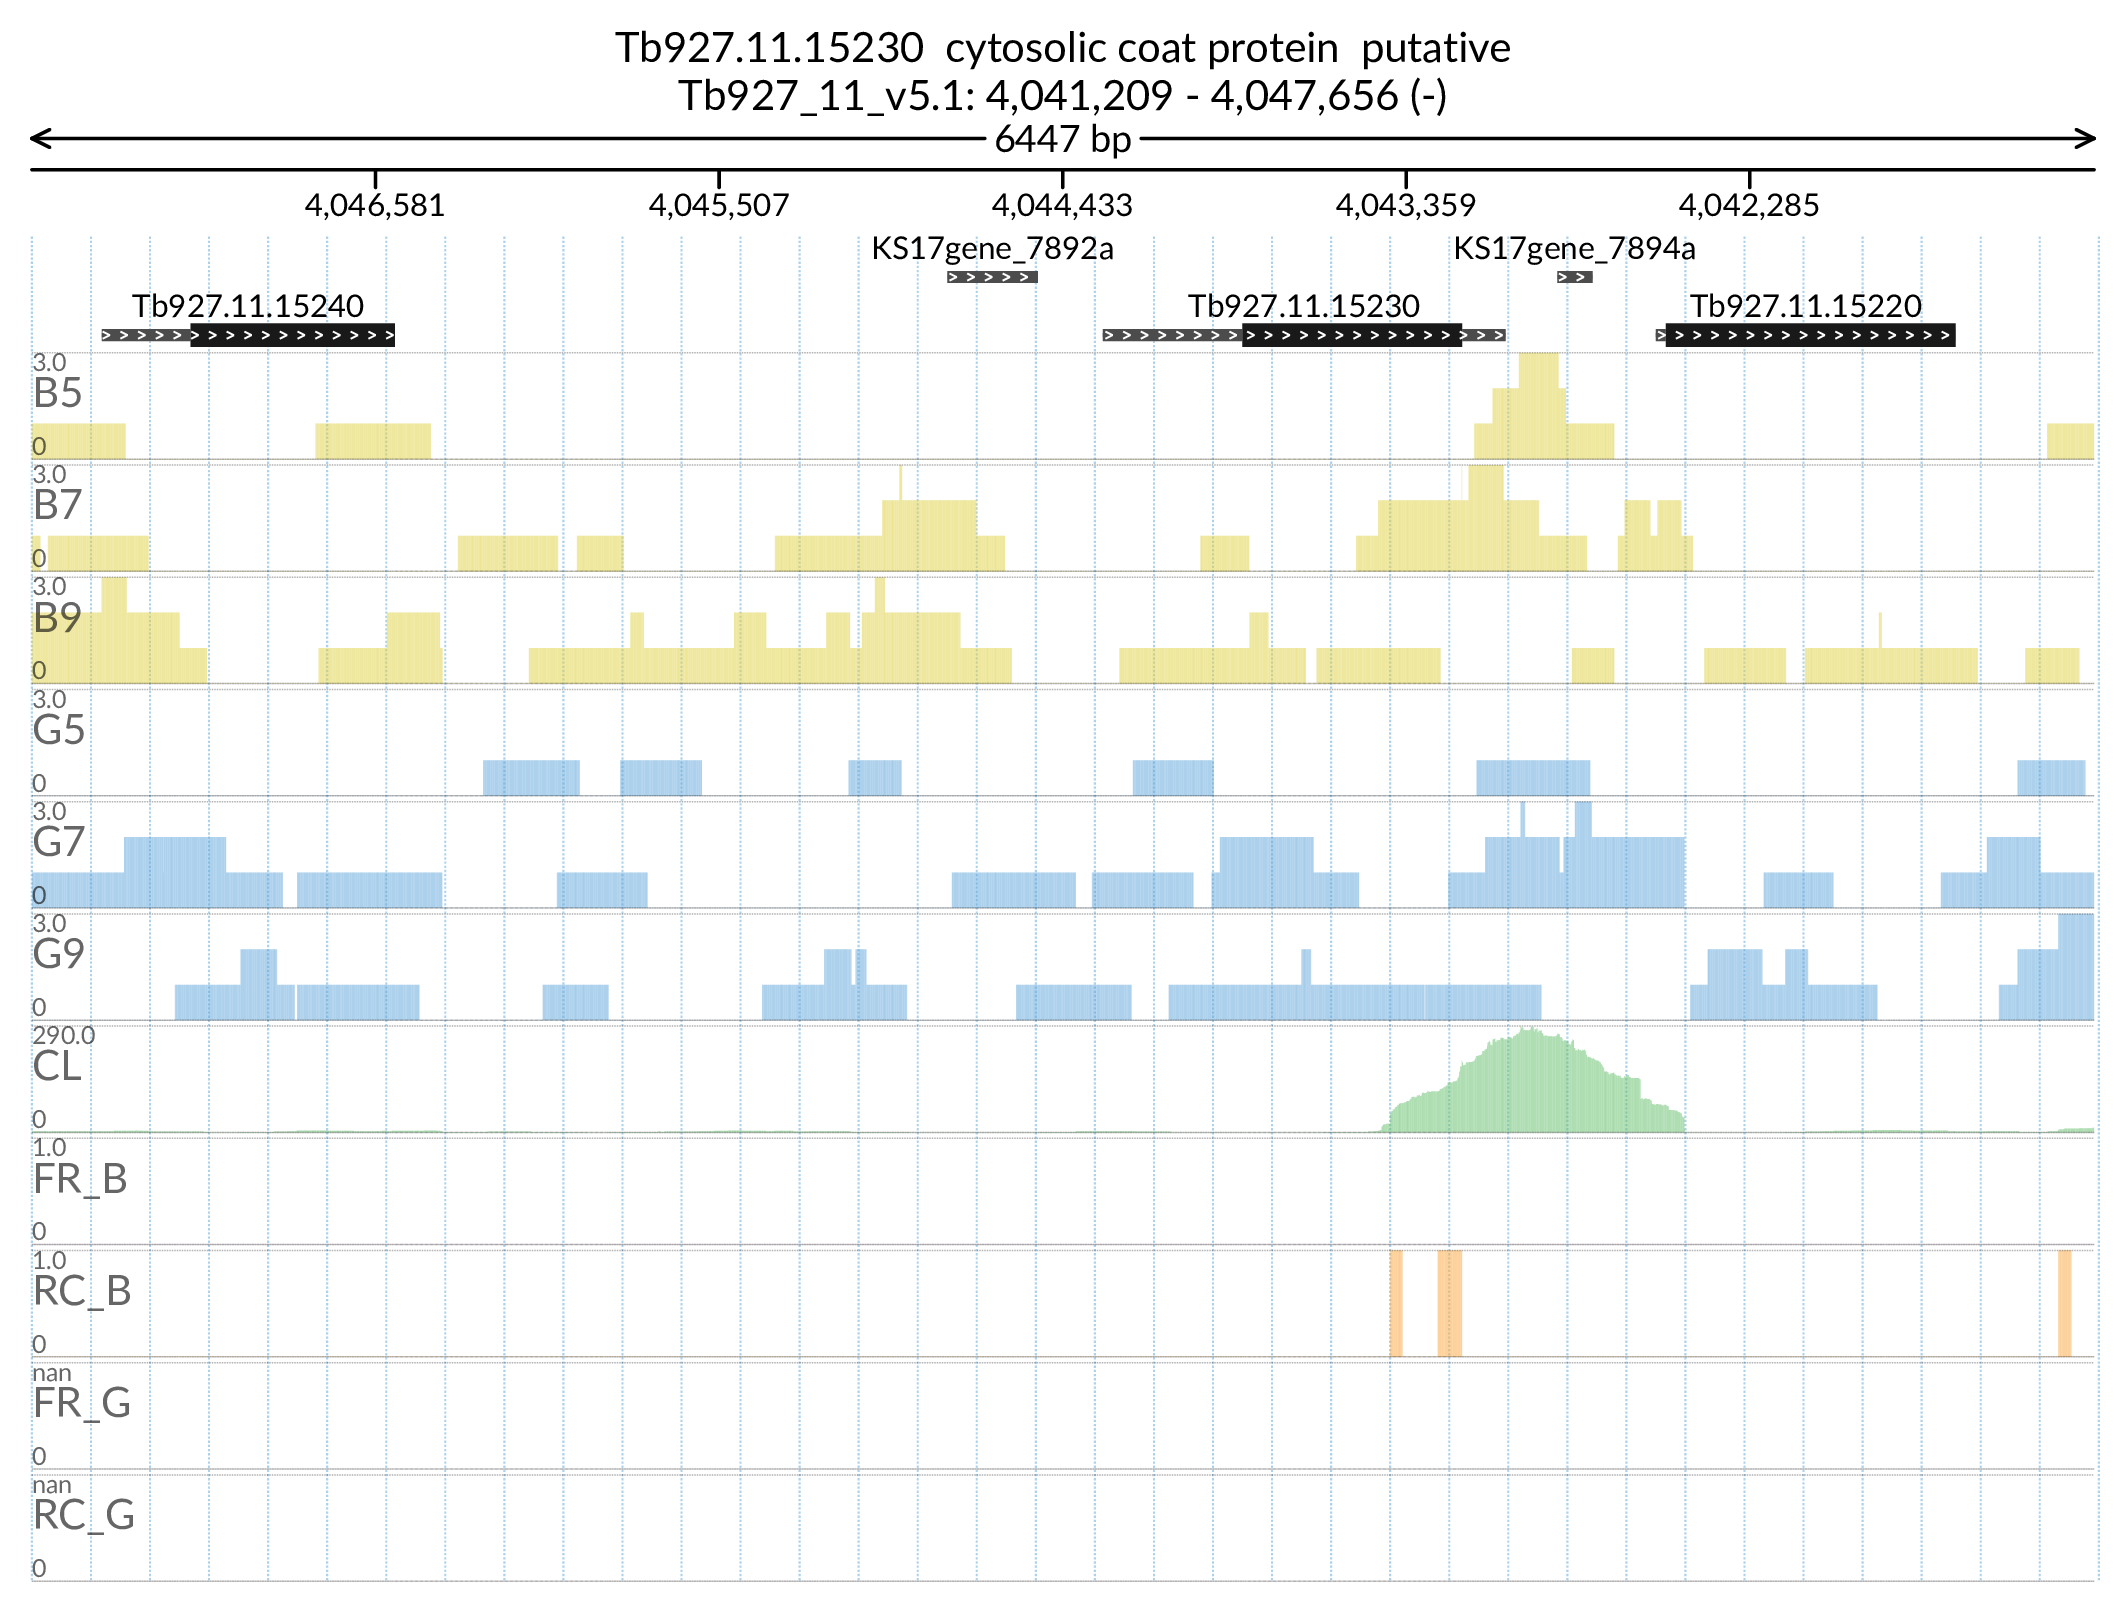 Tb927.11.15230  cytosolic coat protein  putative
Tb927_11_v5.1: 4,041,209 - 4,047,656 (-)
6447 bp
4,046,581 4,045,507 4,044,433 4,043,359 4,042,285
KS17gene_7892a KS17gene_7894a
Tb927.11.15240 Tb927.11.15230 Tb927.11.15220
3.0
B5
0
3.0
B7
0
3.0
B9
0
3.0
G5
0
3.0
G7
0
3.0
G9
0
290.0
CL
0
1.0
FR_B
0
1.0
RC_B
0
nan
FR_G
0
nan
RC_G
0